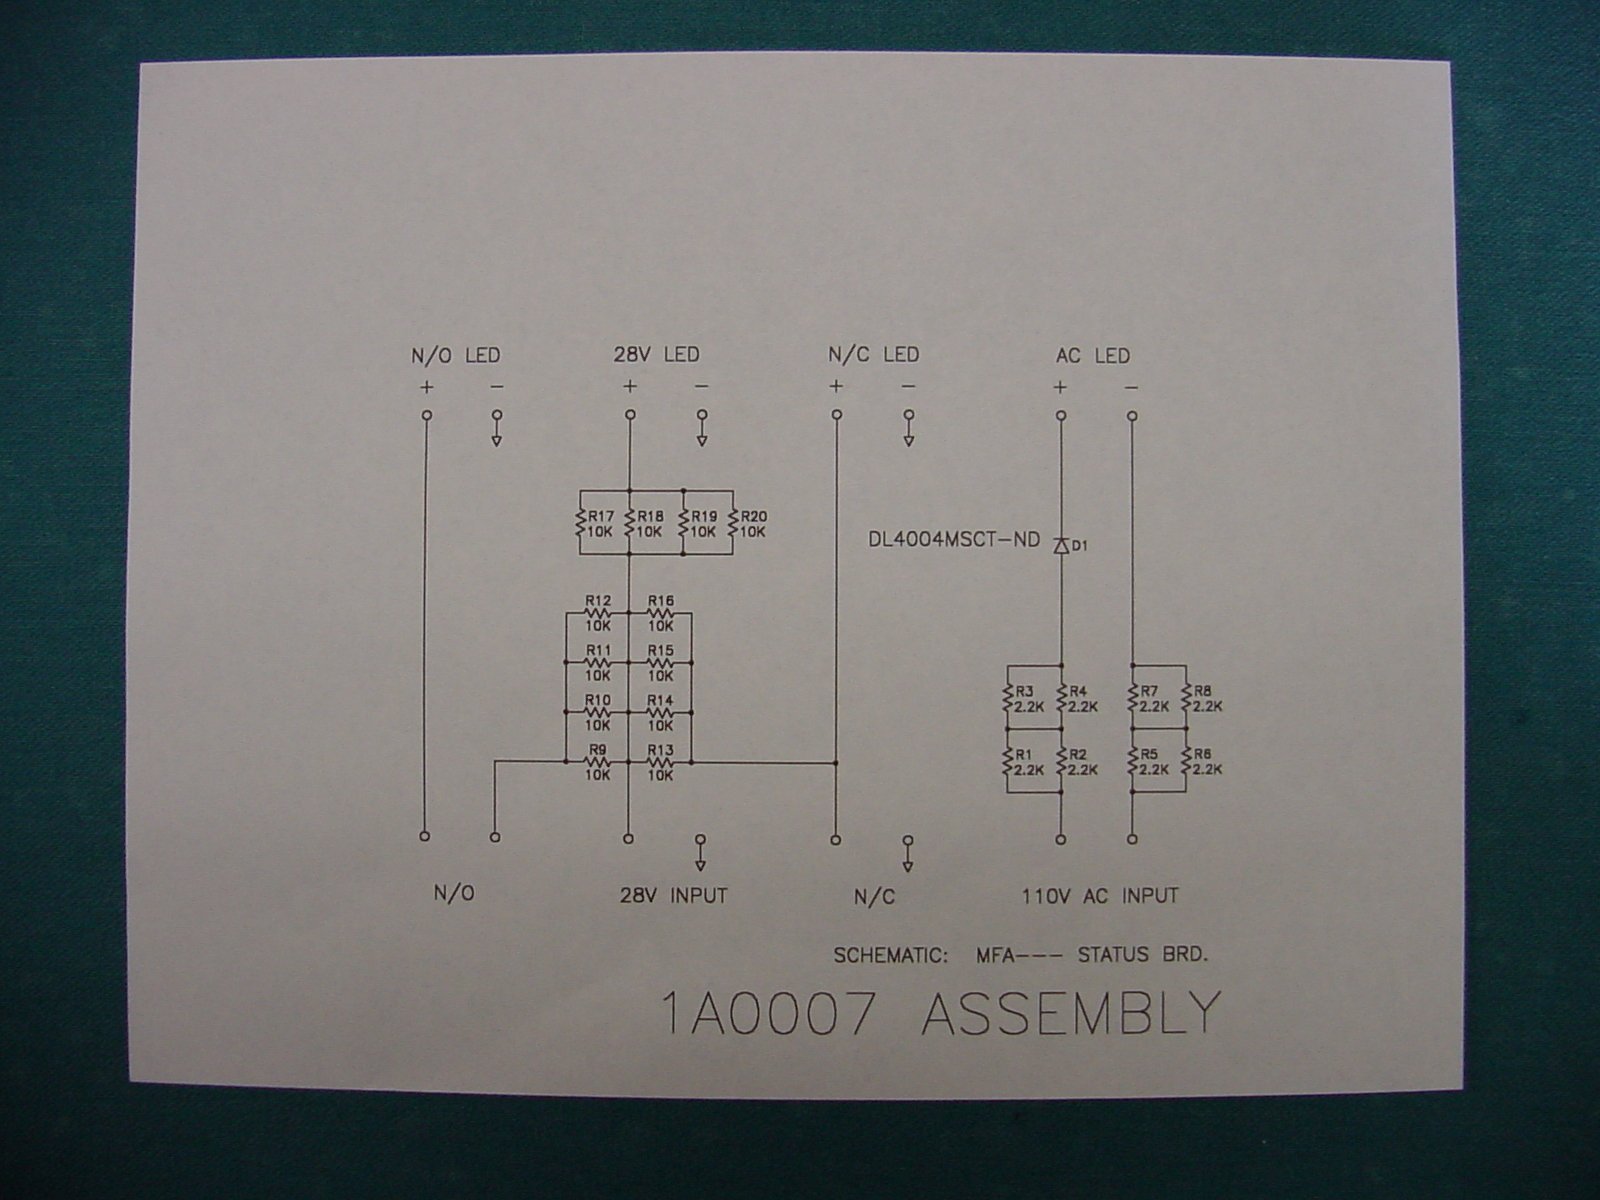 N/O LED 28V LED N/C LED AC LED
+ − + − + − + −
R17 R18 R19 R20
10K 10K 10K 10K
DL4004MSCT-ND D1
R12 R16
10K 10K
R11 R15
10K 10K
R10 R14
10K 10K
R9 R13
10K 10K
R3 R4 R7 R8
2.2K 2.2K 2.2K 2.2K
R1 R2 R5 R6
2.2K 2.2K 2.2K 2.2K
N/O 28V INPUT N/C 110V AC INPUT
SCHEMATIC: MFA--- STATUS BRD.
1A0007 ASSEMBLY